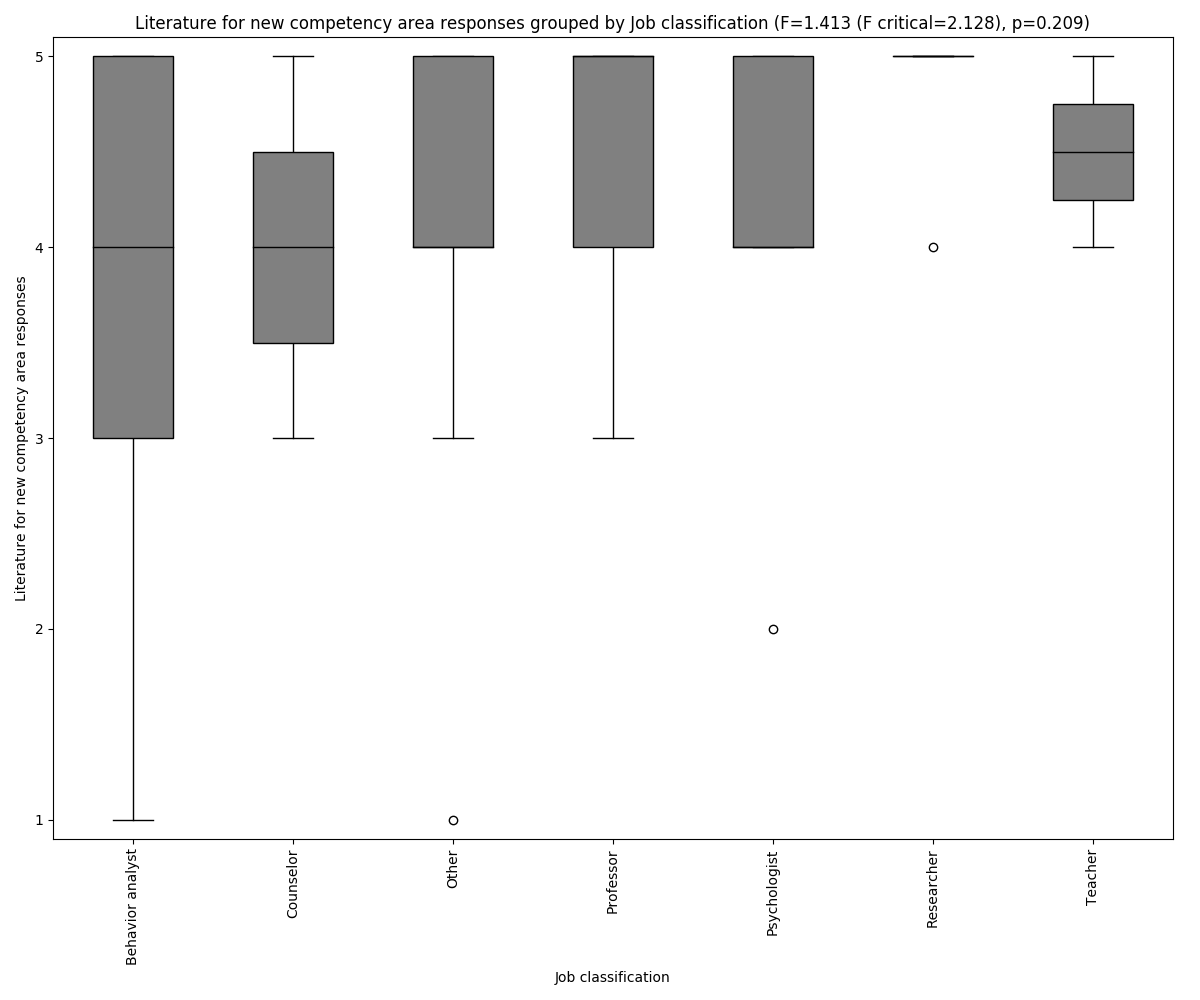 Literature for new competency area responses grouped by Job classification (F=1.413 (F critical=2.128), p=0.209)
Literature for new competency area responses
5
4
3
2
1
Behavior analyst
Counselor
Other
Professor
Psychologist
Researcher
Teacher
Job classification